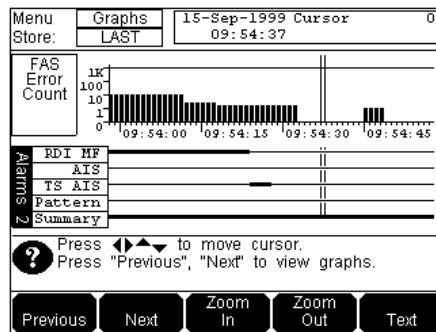 Menu Graphs 15-Sep-1999 Cursor 0
Store: LAST 09:54:37
FAS
Error
Count
1K
100
10
1
0
09:54:00 09:54:15 09:54:30 09:54:45
Alarms 2
RDI MF
AIS
TS AIS
Pattern
Summary
? Press to move cursor.
Press "Previous", "Next" to view graphs.
Previous Next Zoom In Zoom Out Text